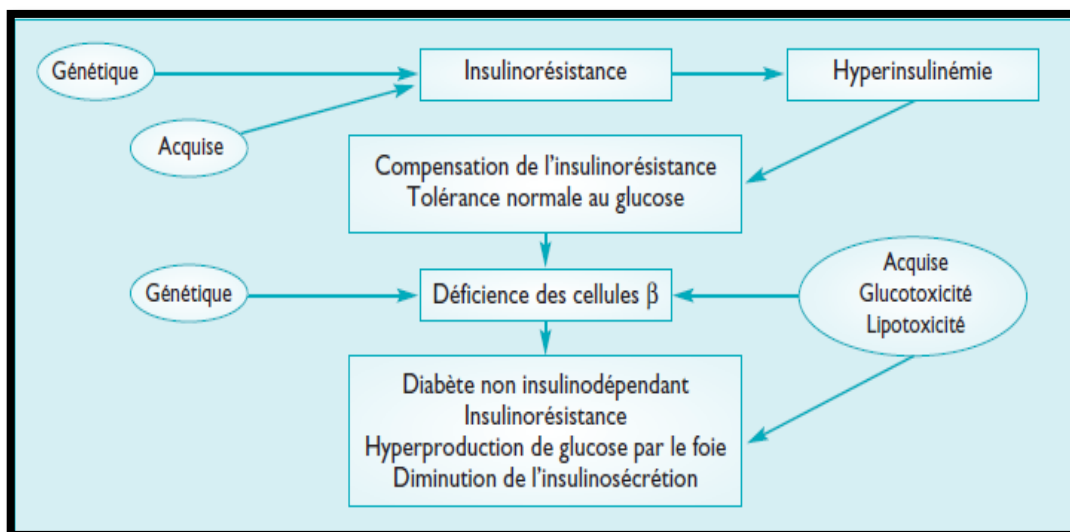 Génétique
Insulinorésistance
Hyperinsulinémie
Acquise
Compensation de l'insulinorésistance
Tolérance normale au glucose
Génétique
Déficience des cellules β
Acquise
Glucotoxicité
Lipotoxicité
Diabète non insulinodépendant
Insulinorésistance
Hyperproduction de glucose par le foie
Diminution de l'insulinosécrétion